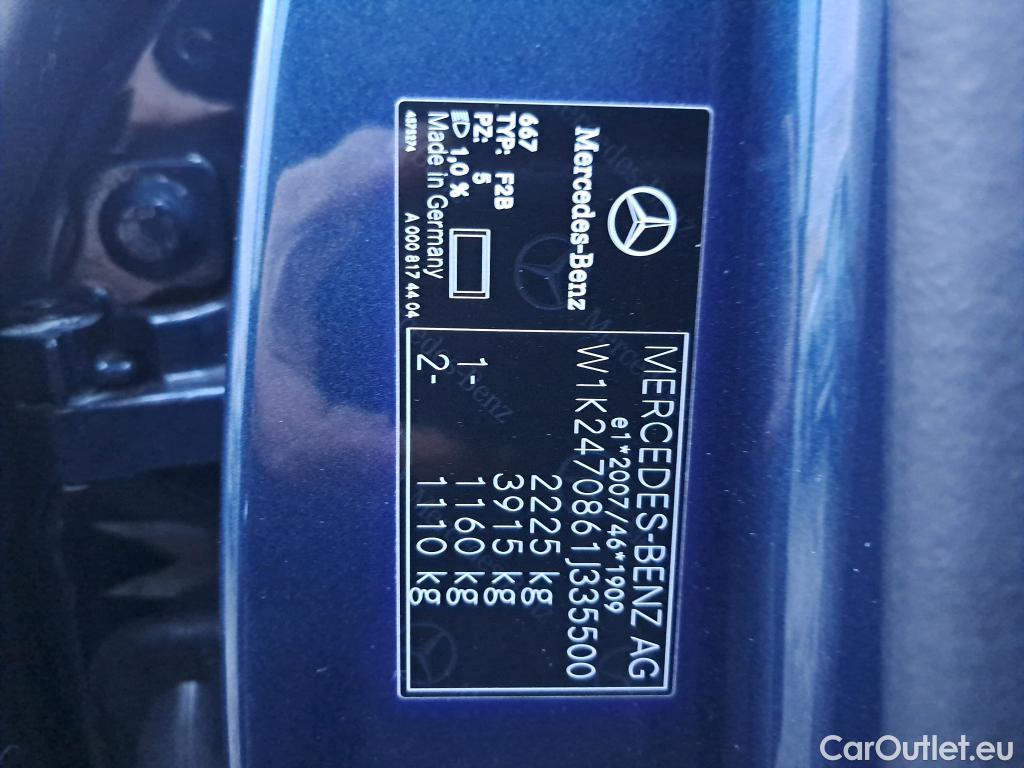 Mercedes-Benz
667
TYP: F2B
PZ: 5
1,0 %
Made in Germany
A 000 817 44 04
MERCEDES-BENZ AG
e1*2007/46*1909
W1K2470861J335500
2225 kg
3915 kg
1- 1160 kg
2- 1110 kg
CarOutlet.eu